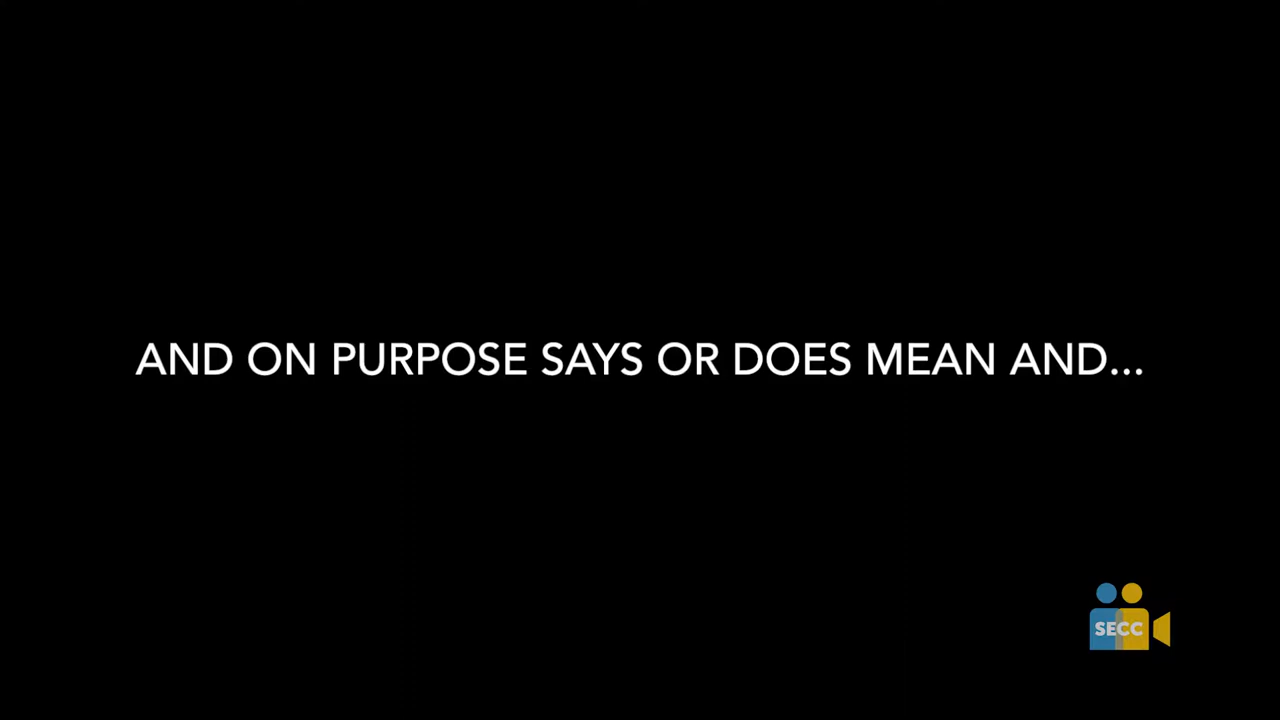 AND ON PURPOSE SAYS OR DOES MEAN AND...
SECC